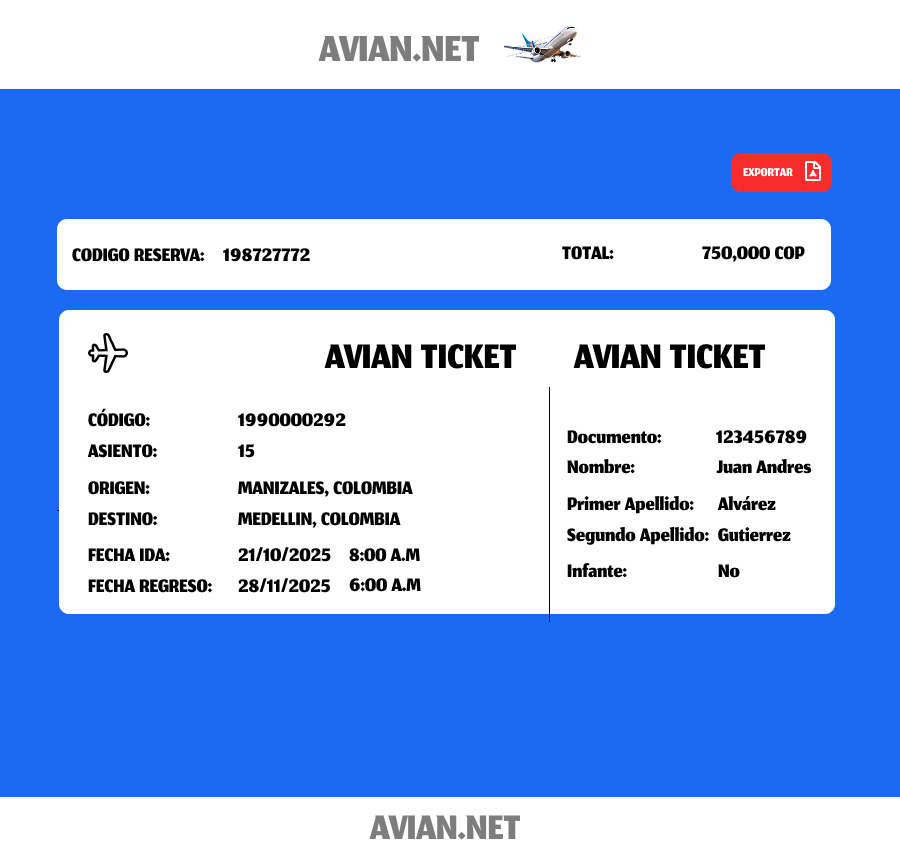 AVIAN.NET
EXPORTAR
CODIGO RESERVA: 198727772 TOTAL: 750,000 COP
AVIAN TICKET AVIAN TICKET
CÓDIGO: 1990000292
ASIENTO: 15
ORIGEN: MANIZALES, COLOMBIA
DESTINO: MEDELLIN, COLOMBIA
FECHA IDA: 21/10/2025 8:00 A.M
FECHA REGRESO: 28/11/2025 6:00 A.M
Documento: 123456789
Nombre: Juan Andres
Primer Apellido: Alvárez
Segundo Apellido: Gutierrez
Infante: No
AVIAN.NET